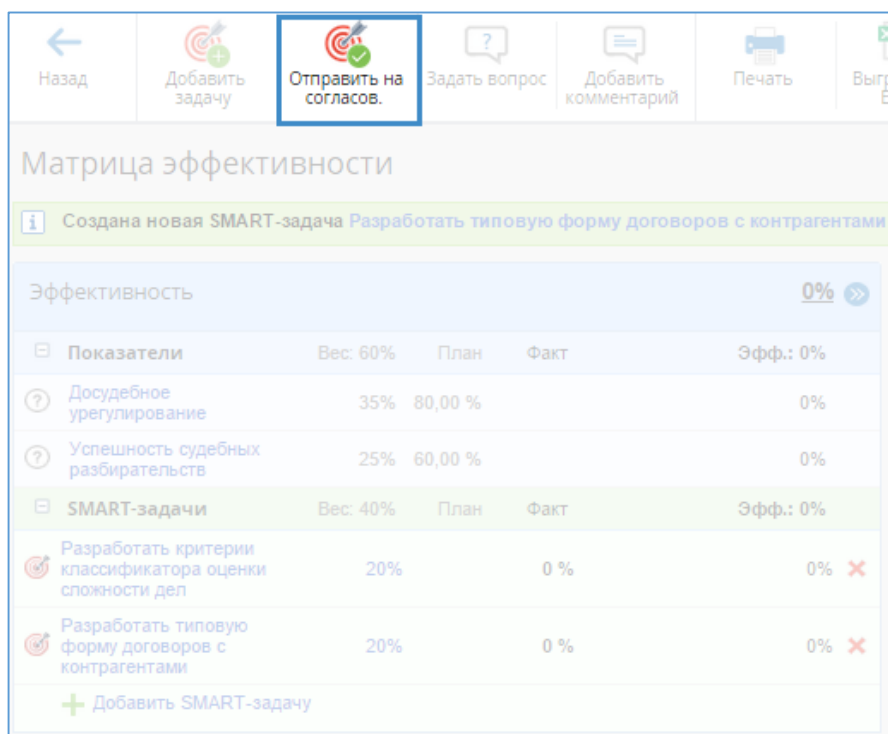 Назад
Добавить
задачу
Отправить на
согласов.
Задать вопрос
Добавить
комментарий
Печать
Матрица эффективности
Создана новая SMART-задача Разработать типовую форму договоров с контрагентами
Эффективность 0%
Показатели Вес: 60% План Факт Эфф.: 0%
Досудебное
урегулирование 35% 80,00 % 0%
Успешность судебных
разбирательств 25% 60,00 % 0%
SMART-задачи Вес: 40% План Факт Эфф.: 0%
Разработать критерии
классификатора оценки
сложности дел 20% 0 % 0%
Разработать типовую
форму договоров с
контрагентами 20% 0 % 0%
Добавить SMART-задачу